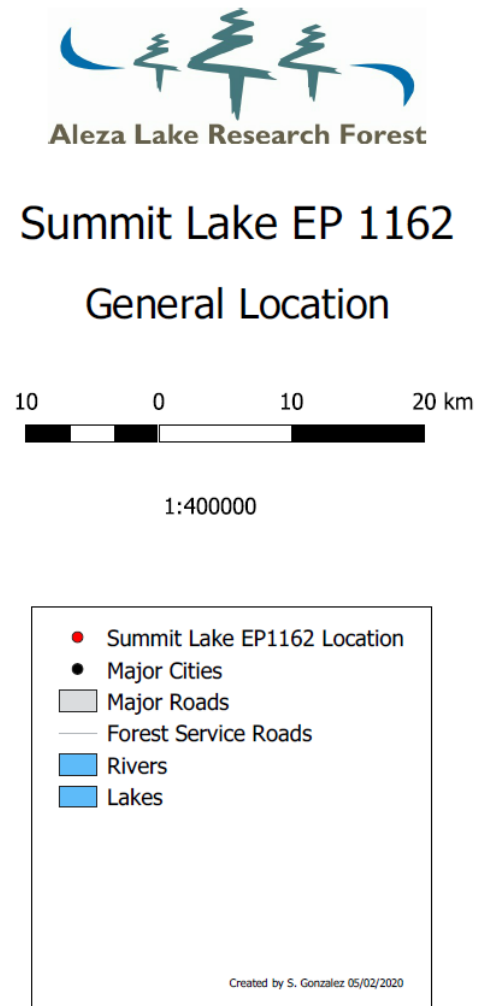 Aleza Lake Research Forest
Summit Lake EP 1162
General Location
10 0 10 20 km
1:400000
Summit Lake EP1162 Location
Major Cities
Major Roads
Forest Service Roads
Rivers
Lakes
Created by S. Gonzalez 05/02/2020